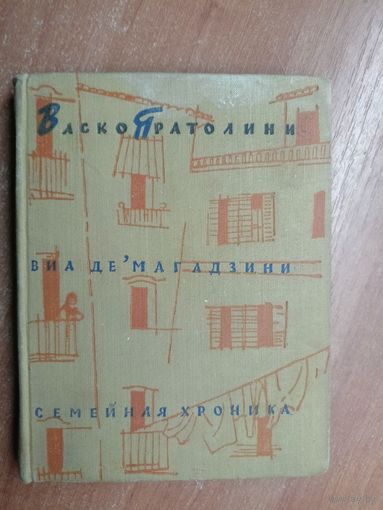 Васко Пратолини
ВИА ДЕ'МАГАДЗИНИ
СЕМЕЙНАЯ ХРОНИКА